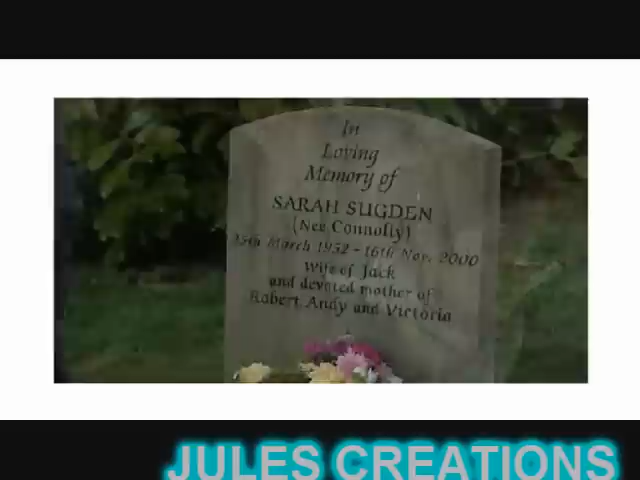 In
Loving
Memory of
SARAH SUGDEN
(Nee Connolly)
15th March 1952 - 16th Nov. 2000
Wife of Jack
and devoted mother of
Robert Andy and Victoria
JULES CREATIONS